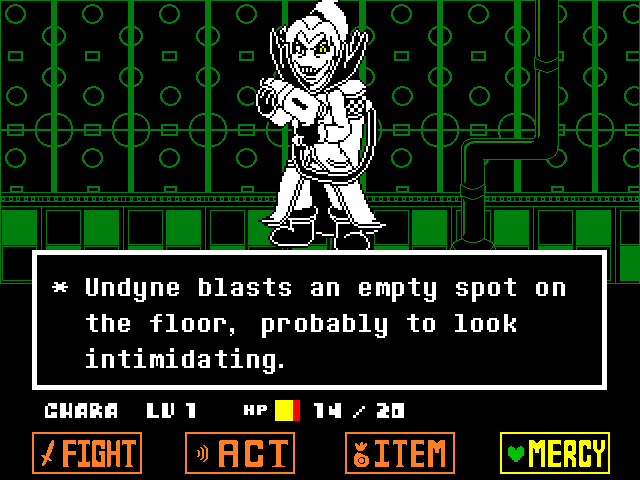 * Undyne blasts an empty spot on
the floor, probably to look
intimidating.
CHARA LV 1 HP 14 / 20
FIGHT ACT ITEM MERCY